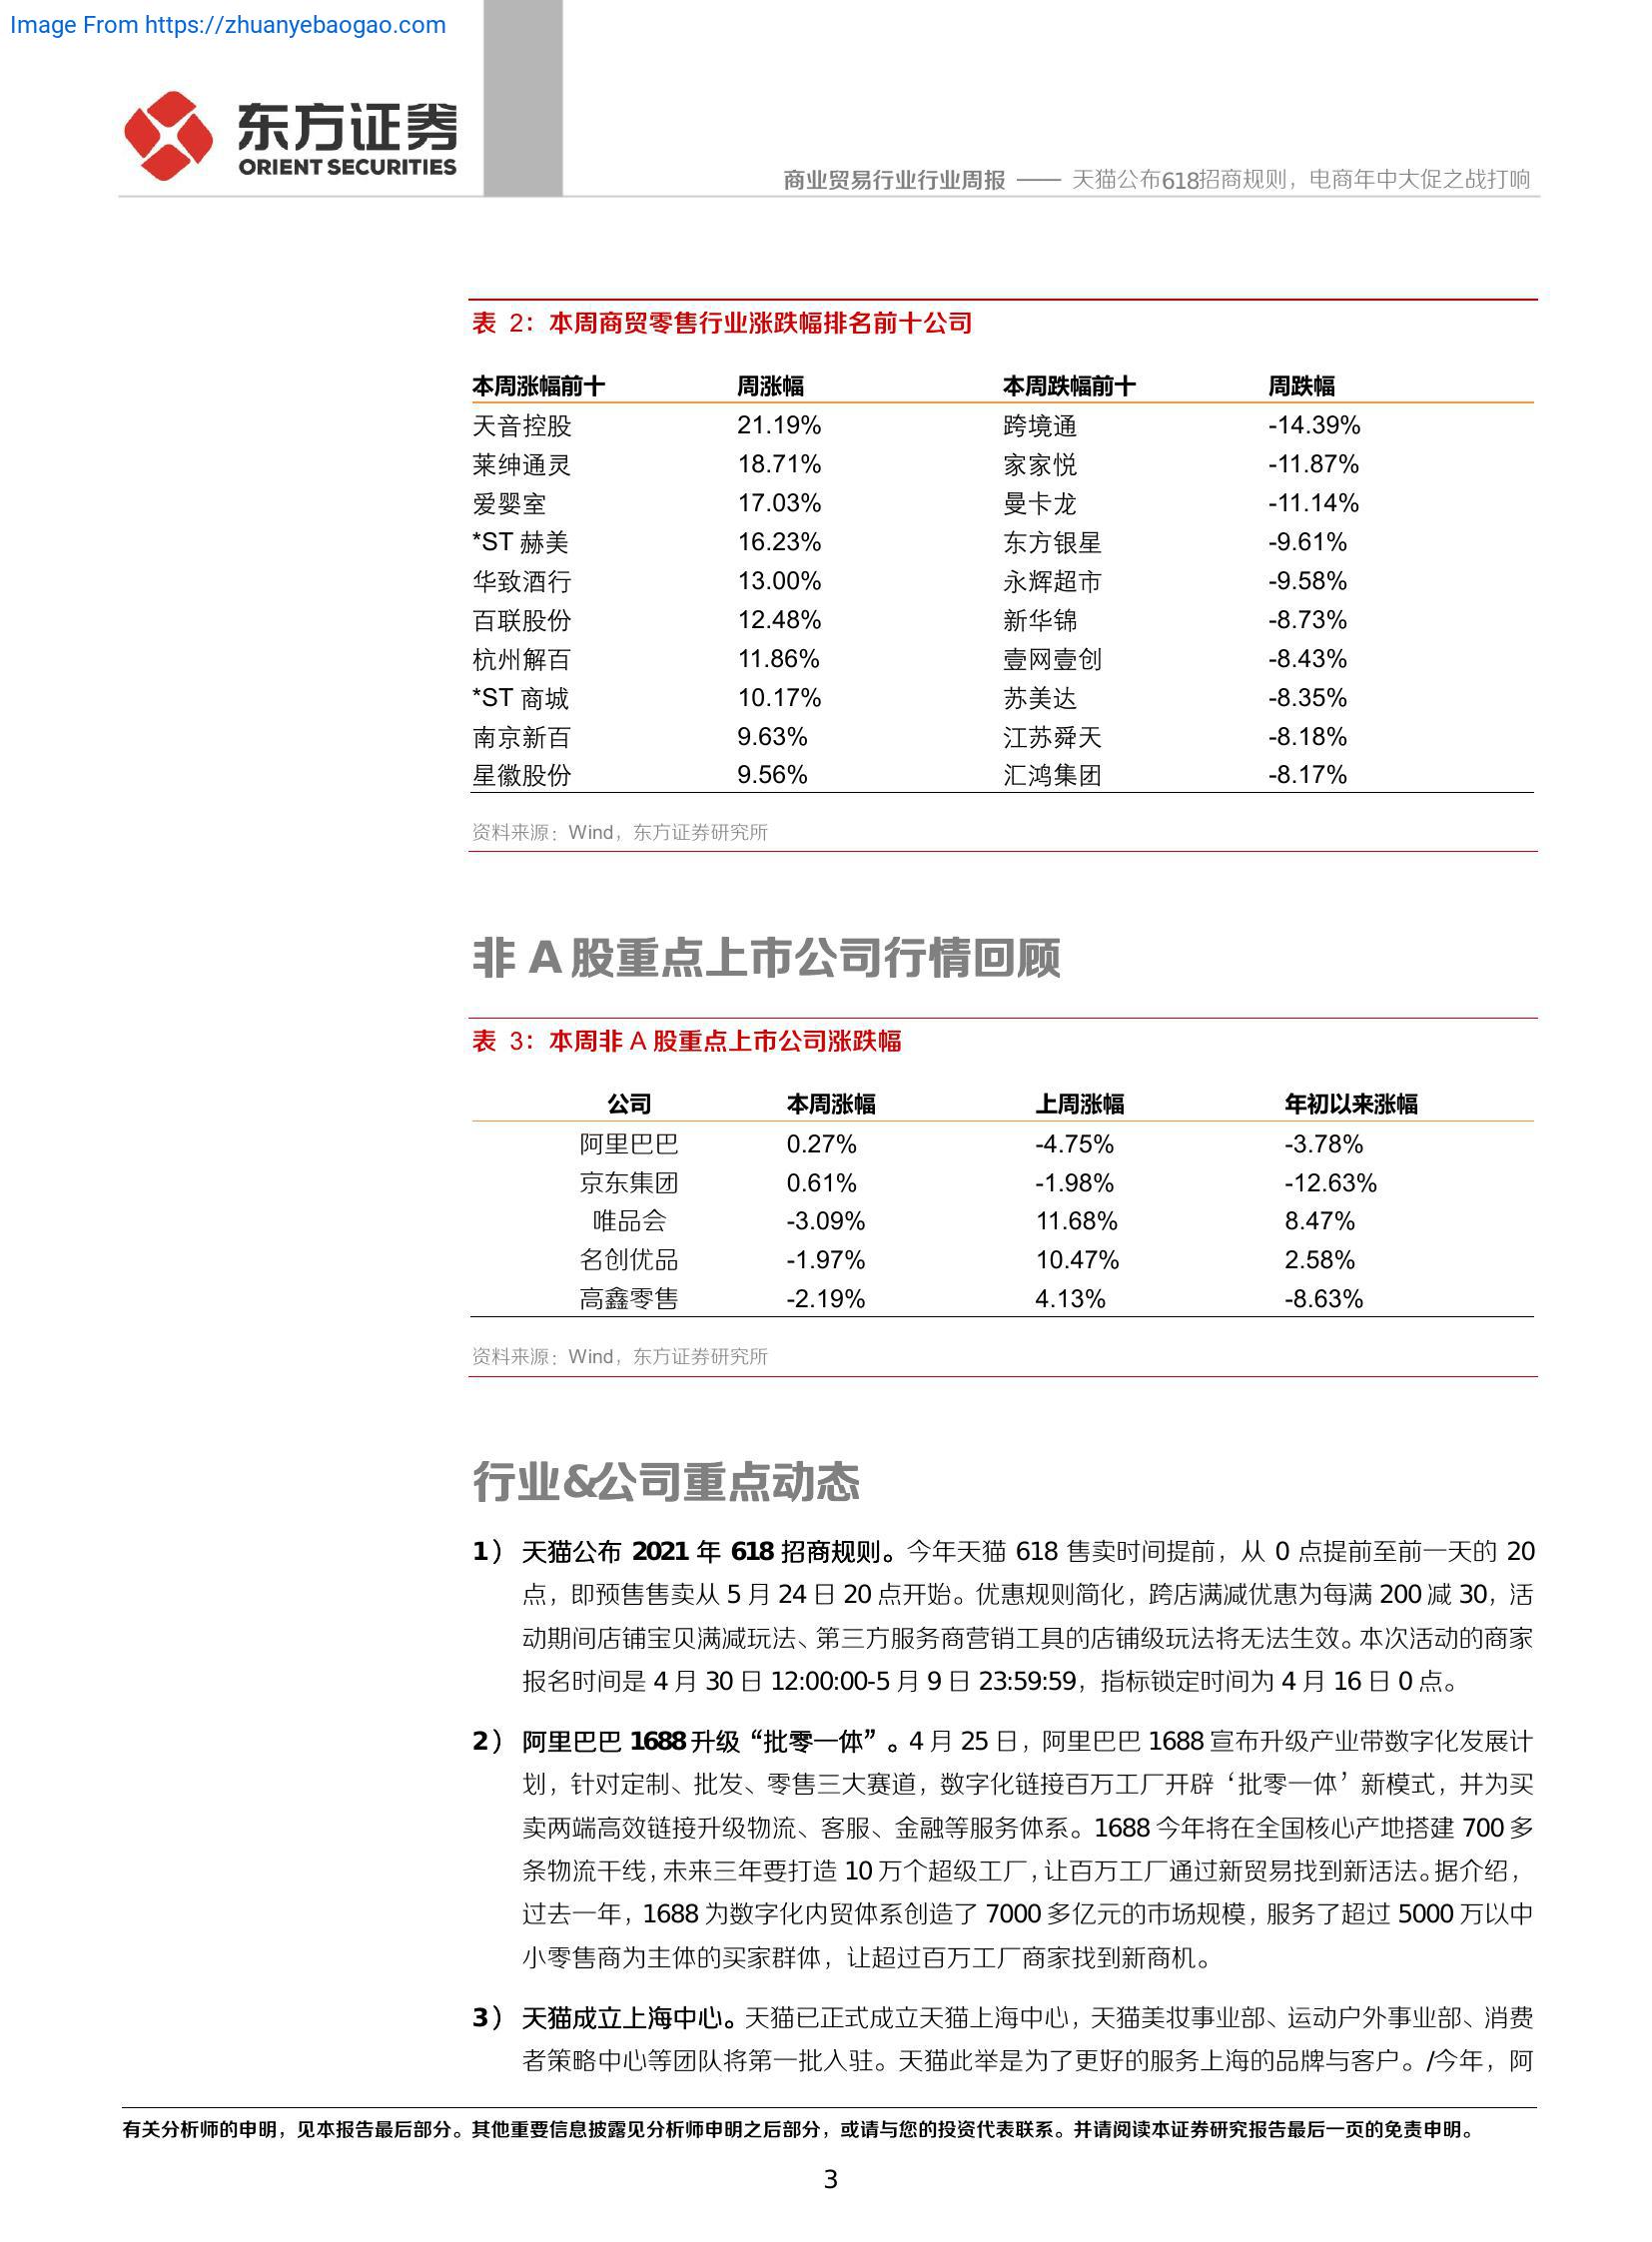 Image From https://zhuanyebaogao.com
东方证券
ORIENT SECURITIES
商业贸易行业行业周报 —— 天猫公布618招商规则，电商年中大促之战打响
表 2：本周商贸零售行业涨跌幅排名前十公司
本周涨幅前十 周涨幅 本周跌幅前十 周跌幅
天音控股 21.19% 跨境通 -14.39%
莱绅通灵 18.71% 家家悦 -11.87%
爱婴室 17.03% 曼卡龙 -11.14%
*ST 赫美 16.23% 东方银星 -9.61%
华致酒行 13.00% 永辉超市 -9.58%
百联股份 12.48% 新华锦 -8.73%
杭州解百 11.86% 壹网壹创 -8.43%
*ST 商城 10.17% 苏美达 -8.35%
南京新百 9.63% 江苏舜天 -8.18%
星徽股份 9.56% 汇鸿集团 -8.17%
资料来源：Wind，东方证券研究所
非 A 股重点上市公司行情回顾
表 3：本周非 A 股重点上市公司涨跌幅
公司 本周涨幅 上周涨幅 年初以来涨幅
阿里巴巴 0.27% -4.75% -3.78%
京东集团 0.61% -1.98% -12.63%
唯品会 -3.09% 11.68% 8.47%
名创优品 -1.97% 10.47% 2.58%
高鑫零售 -2.19% 4.13% -8.63%
资料来源：Wind，东方证券研究所
行业&公司重点动态
1） 天猫公布 2021 年 618 招商规则。今年天猫 618 售卖时间提前，从 0 点提前至前一天的 20
点，即预售售卖从 5 月 24 日 20 点开始。优惠规则简化，跨店满减优惠为每满 200 减 30，活
动期间店铺宝贝满减玩法、第三方服务商营销工具的店铺级玩法将无法生效。本次活动的商家
报名时间是 4 月 30 日 12:00:00-5 月 9 日 23:59:59，指标锁定时间为 4 月 16 日 0 点。
2） 阿里巴巴 1688 升级“批零一体”。4 月 25 日，阿里巴巴 1688 宣布升级产业带数字化发展计
划，针对定制、批发、零售三大赛道，数字化链接百万工厂开辟‘批零一体’新模式，并为买
卖两端高效链接升级物流、客服、金融等服务体系。1688 今年将在全国核心产地搭建 700 多
条物流干线，未来三年要打造 10 万个超级工厂，让百万工厂通过新贸易找到新活法。据介绍，
过去一年，1688 为数字化内贸体系创造了 7000 多亿元的市场规模，服务了超过 5000 万以中
小零售商为主体的买家群体，让超过百万工厂商家找到新商机。
3） 天猫成立上海中心。天猫已正式成立天猫上海中心，天猫美妆事业部、运动户外事业部、消费
者策略中心等团队将第一批入驻。天猫此举是为了更好的服务上海的品牌与客户。/今年，阿
有关分析师的申明，见本报告最后部分。其他重要信息披露见分析师申明之后部分，或请与您的投资代表联系。并请阅读本证券研究报告最后一页的免责申明。
3